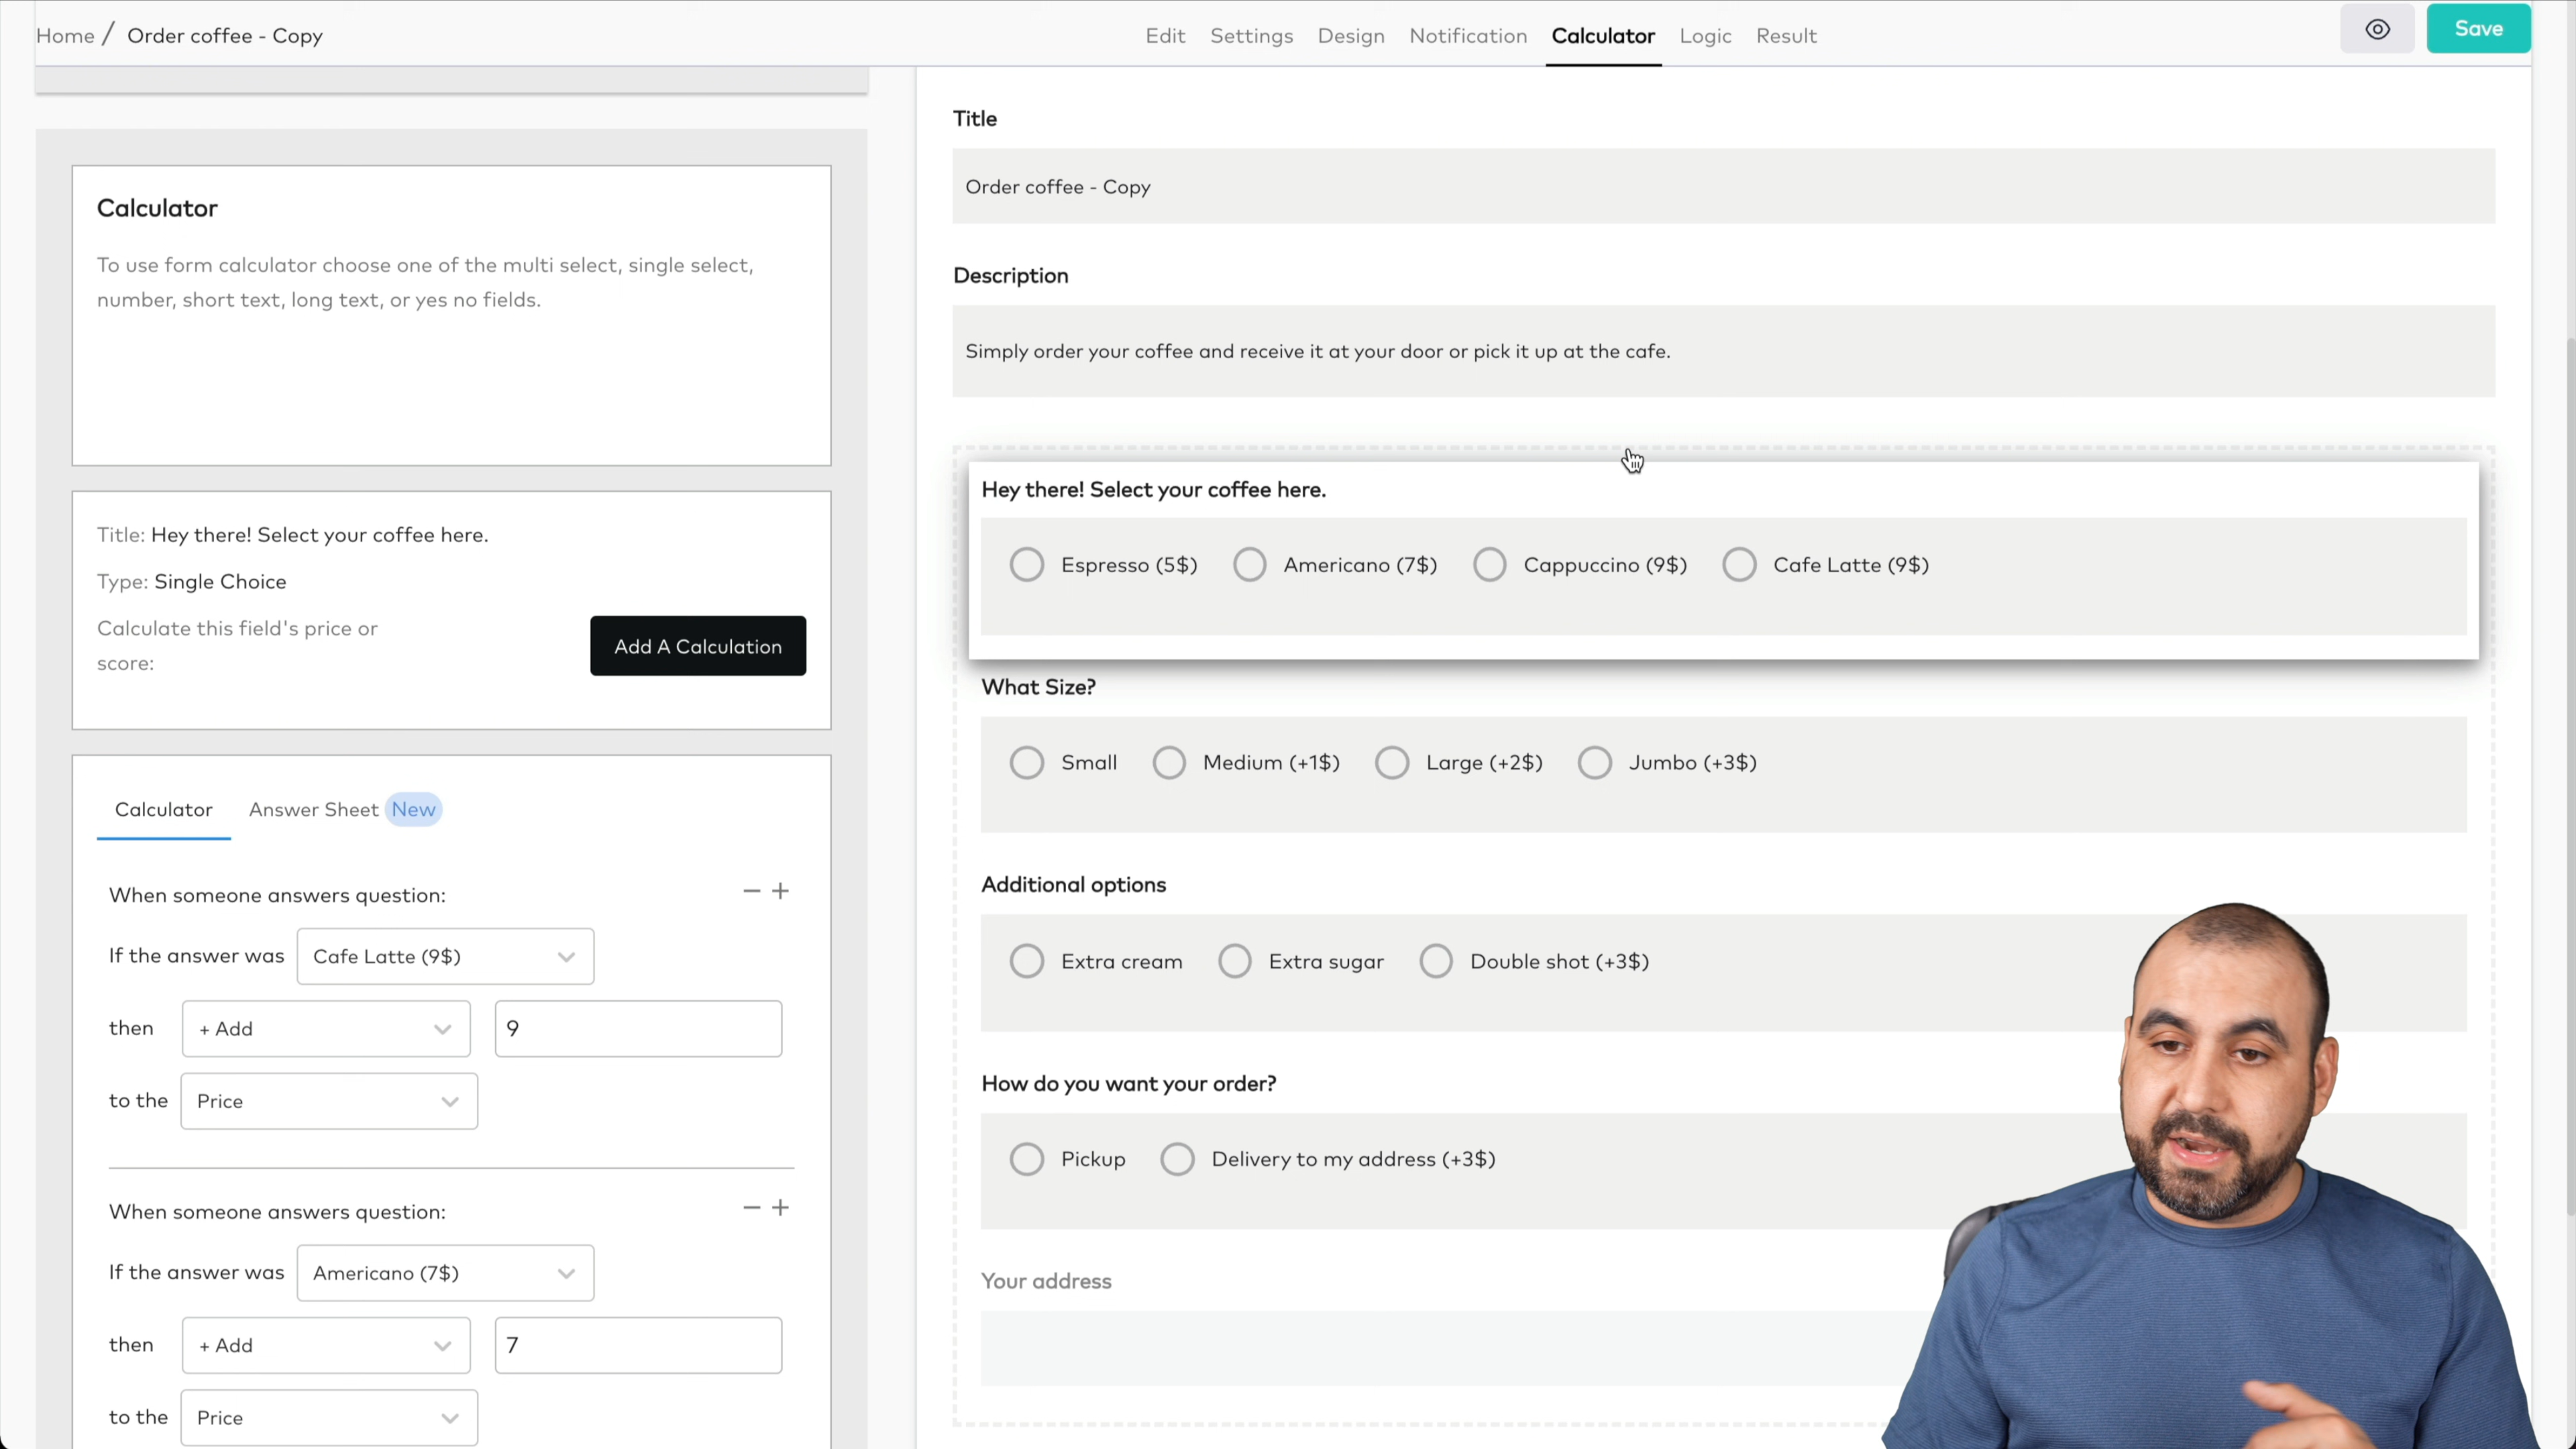 Home / Order coffee - Copy
Edit Settings Design Notification Calculator Logic Result
Save
Calculator
To use form calculator choose one of the multi select, single select,
number, short text, long text, or yes no fields.
Title: Hey there! Select your coffee here.
Type: Single Choice
Calculate this field's price or
score:
Add A Calculation
Calculator Answer Sheet New
When someone answers question:
If the answer was Cafe Latte (9$)
then + Add 9
to the Price
When someone answers question:
If the answer was Americano (7$)
then + Add 7
to the Price
Title
Order coffee - Copy
Description
Simply order your coffee and receive it at your door or pick it up at the cafe.
Hey there! Select your coffee here.
Espresso (5$) Americano (7$) Cappuccino (9$) Cafe Latte (9$)
What Size?
Small Medium (+1$) Large (+2$) Jumbo (+3$)
Additional options
Extra cream Extra sugar Double shot (+3$)
How do you want your order?
Pickup Delivery to my address (+3$)
Your address